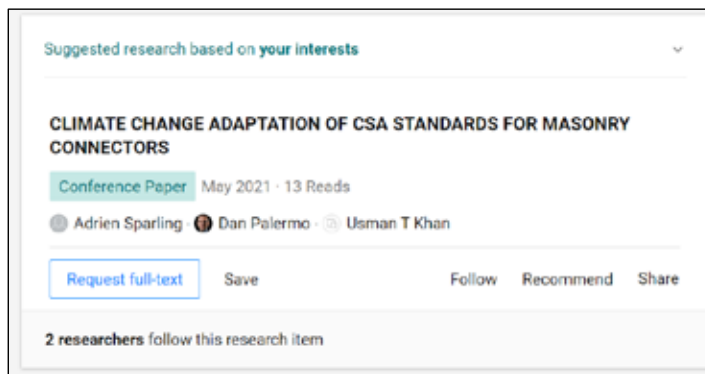 Suggested research based on your interests
CLIMATE CHANGE ADAPTATION OF CSA STANDARDS FOR MASONRY
CONNECTORS
Conference Paper May 2021 · 13 Reads
Adrien Sparling · Dan Palermo · Usman T Khan
Request full-text Save Follow Recommend Share
2 researchers follow this research item